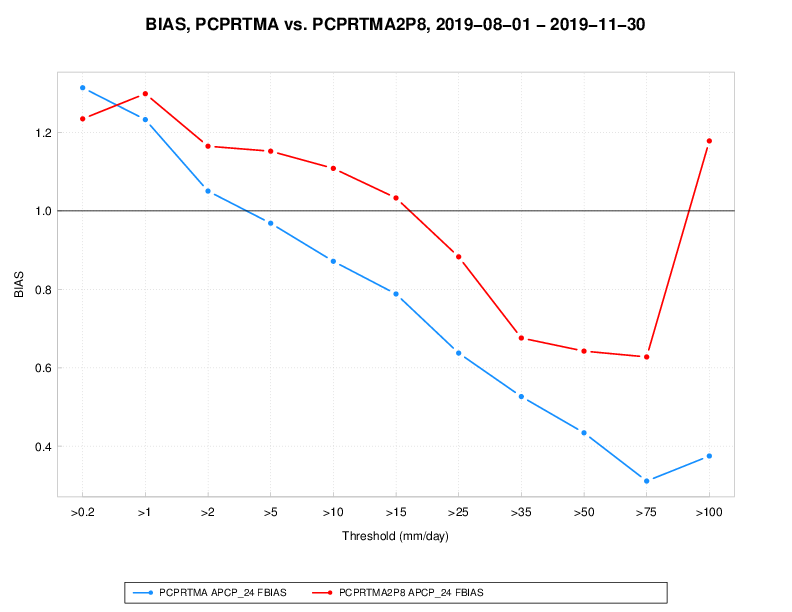 BIAS, PCPRTMA vs. PCPRTMA2P8, 2019−08−01 − 2019−11−30
1.2
1.0
0.8
0.6
0.4
BIAS
>0.2 >1 >2 >5 >10 >15 >25 >35 >50 >75 >100
Threshold (mm/day)
PCPRTMA APCP_24 FBIAS PCPRTMA2P8 APCP_24 FBIAS